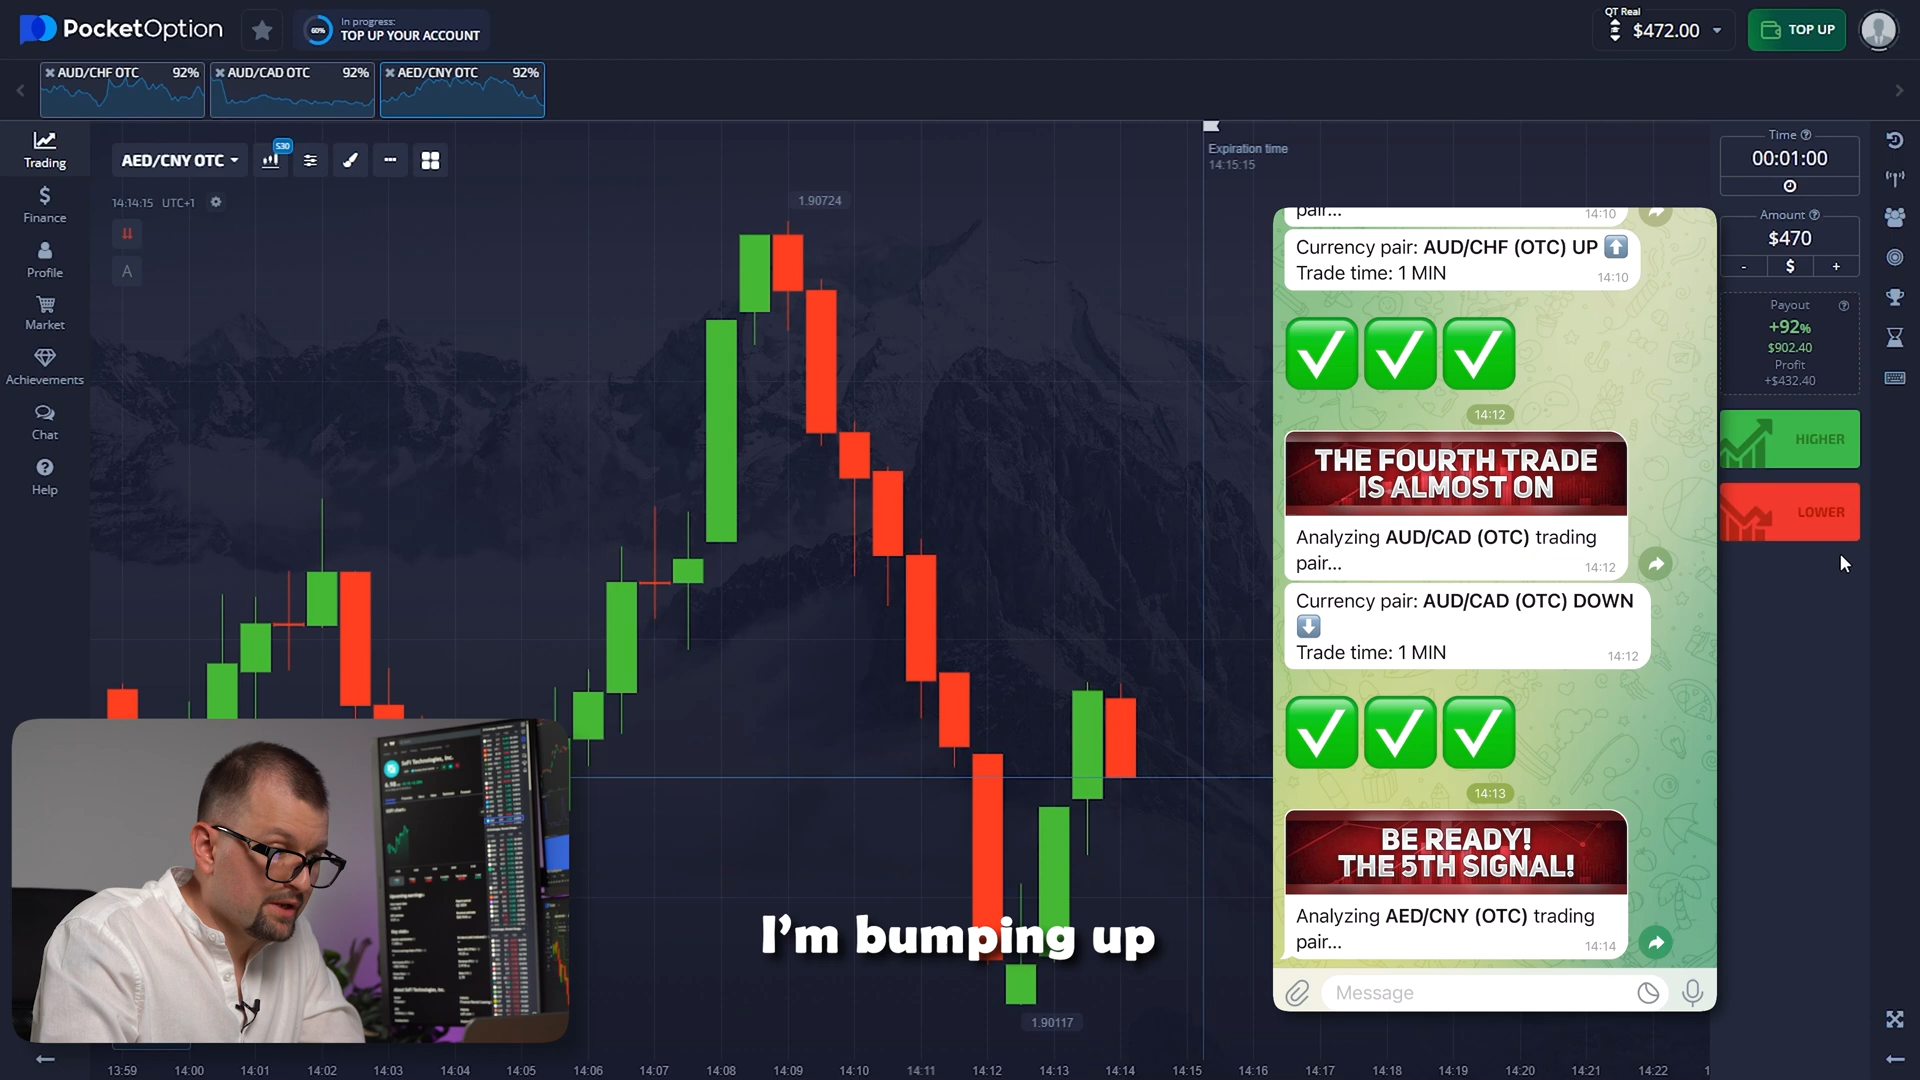 PocketOption
60%
In progress:
TOP UP YOUR ACCOUNT
QT Real
$472.00
TOP UP
AUD/CHF OTC 92%
AUD/CAD OTC 92%
AED/CNY OTC 92%
Trading
Finance
Profile
Market
Achievements
Chat
Help
AED/CNY OTC
S30
14:14:15 UTC+1
A
1.90724
Expiration time
14:15:15
Time
00:01:00
Amount
$470
- $ +
Payout
+92%
$902.40
Profit
+$432.40
HIGHER
LOWER
pair... 14:10
Currency pair: AUD/CHF (OTC) UP
Trade time: 1 MIN 14:10
14:12
THE FOURTH TRADE
IS ALMOST ON
Analyzing AUD/CAD (OTC) trading
pair... 14:12
Currency pair: AUD/CAD (OTC) DOWN
Trade time: 1 MIN 14:12
14:13
BE READY!
THE 5TH SIGNAL!
Analyzing AED/CNY (OTC) trading
pair... 14:14
Message
SoFi Technologies, Inc.
I'm bumping up
1.90117
13:59 14:00 14:01 14:02 14:03 14:04 14:05 14:06 14:07 14:08 14:09 14:10 14:11 14:12 14:13 14:14 14:15 14:16 14:17 14:18 14:19 14:20 14:21 14:22